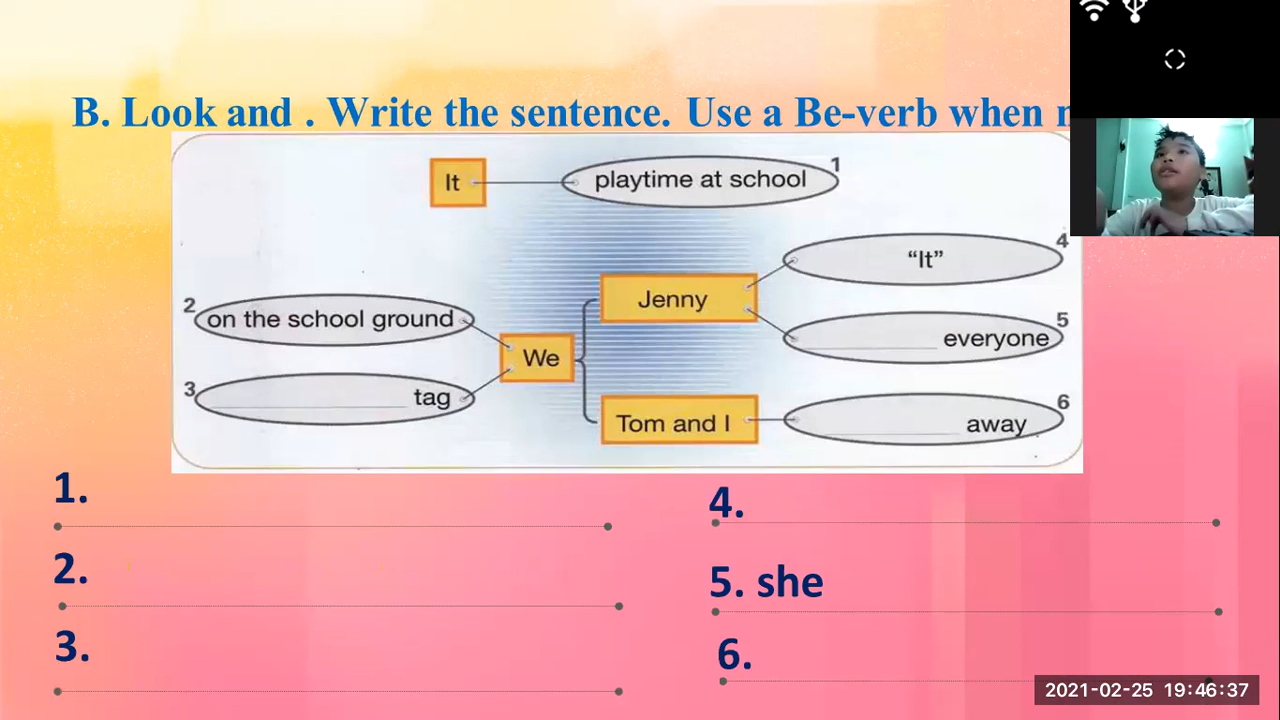 B. Look and . Write the sentence. Use a Be-verb when
It
playtime at school
1
4
"It"
Jenny
2
on the school ground
5
everyone
We
3
tag
6
Tom and I
away
1.
4.
2.
5. she
3.
6.
2021-02-25 19:46:37